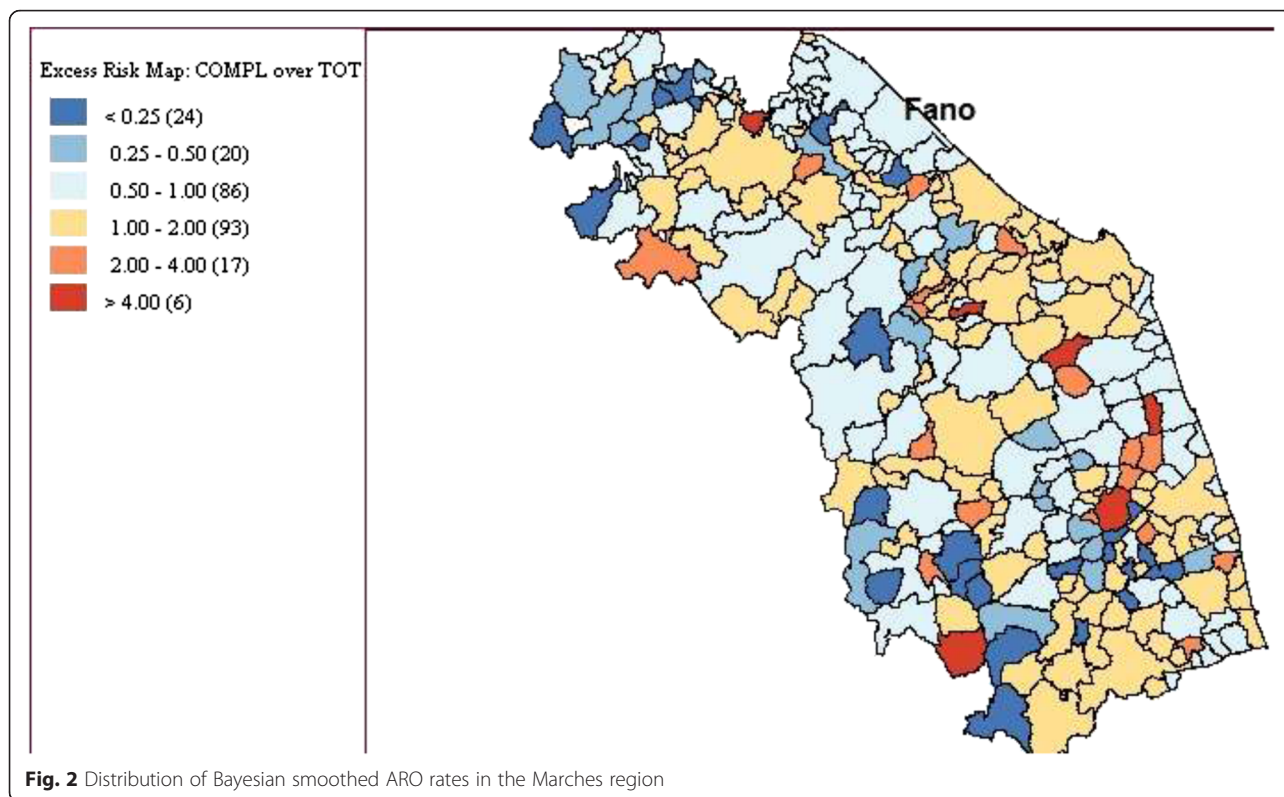 Excess Risk Map: COMPL over TOT
< 0.25 (24)
0.25 - 0.50 (20)
0.50 - 1.00 (86)
1.00 - 2.00 (93)
2.00 - 4.00 (17)
> 4.00 (6)
Fano
Fig. 2 Distribution of Bayesian smoothed ARO rates in the Marches region